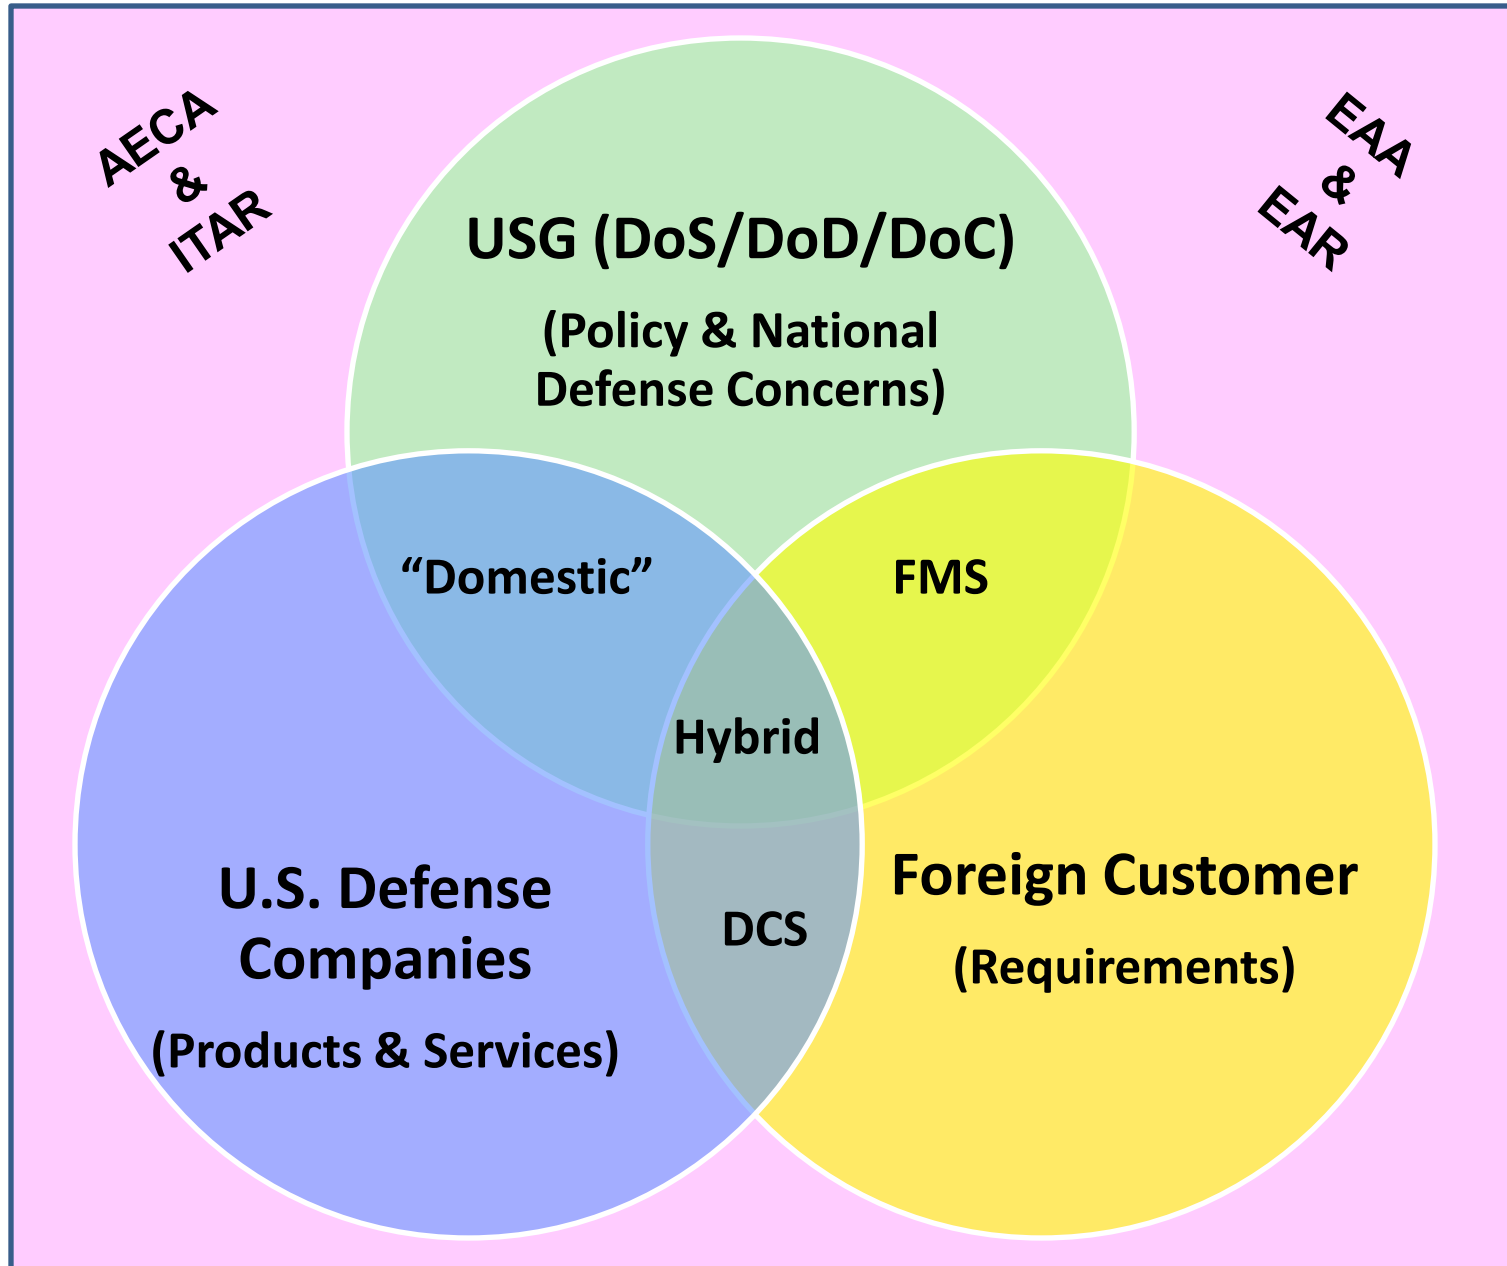 AECA
&
ITAR
EAA
&
EAR
USG (DoS/DoD/DoC)
(Policy & National
Defense Concerns)
“Domestic”
FMS
Hybrid
U.S. Defense
Companies
(Products & Services)
DCS
Foreign Customer
(Requirements)